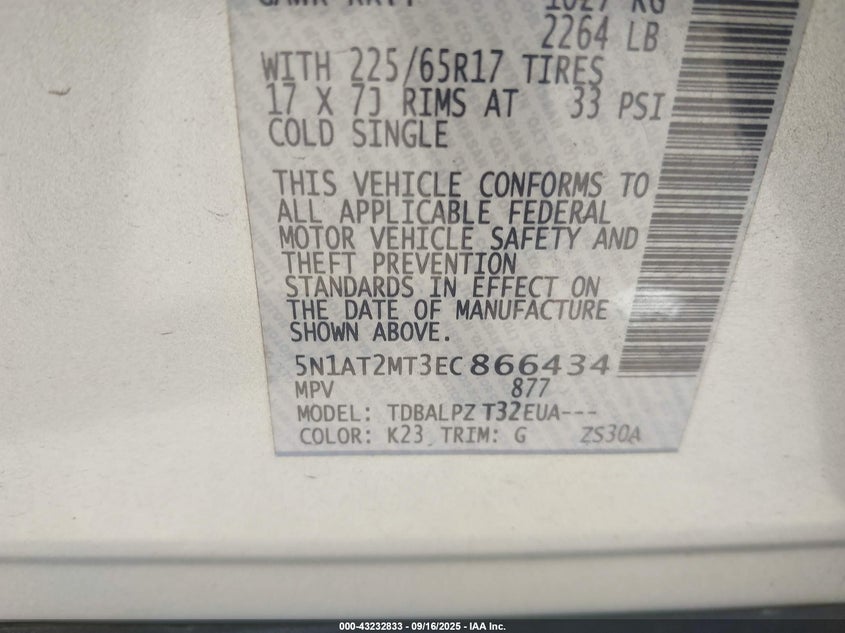 1027 KG
2264 LB
WITH 225/65R17 TIRES
17 X 7J RIMS AT 33 PSI
COLD SINGLE
THIS VEHICLE CONFORMS TO
ALL APPLICABLE FEDERAL
MOTOR VEHICLE SAFETY AND
THEFT PREVENTION
STANDARDS IN EFFECT ON
THE DATE OF MANUFACTURE
SHOWN ABOVE.
5N1AT2MT3EC866434
MPV 877
MODEL: TDBALPZ T32EUA---
COLOR: K23 TRIM: G ZS30A
000-43232833 - 09/16/2025 - IAA Inc.